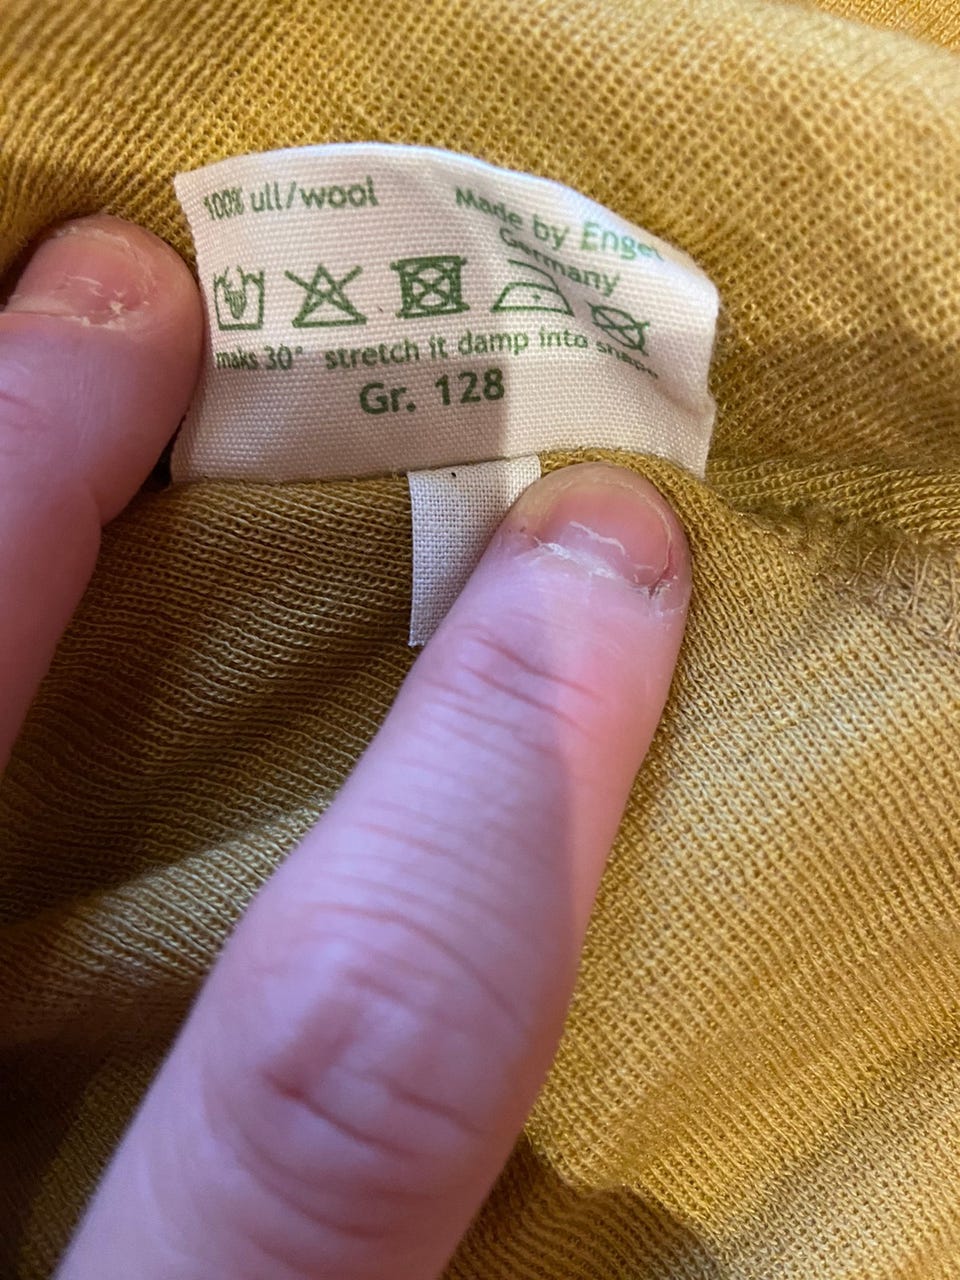 100% ull/wool
Made by Engel
Germany
maks 30° stretch it damp into shape
Gr. 128